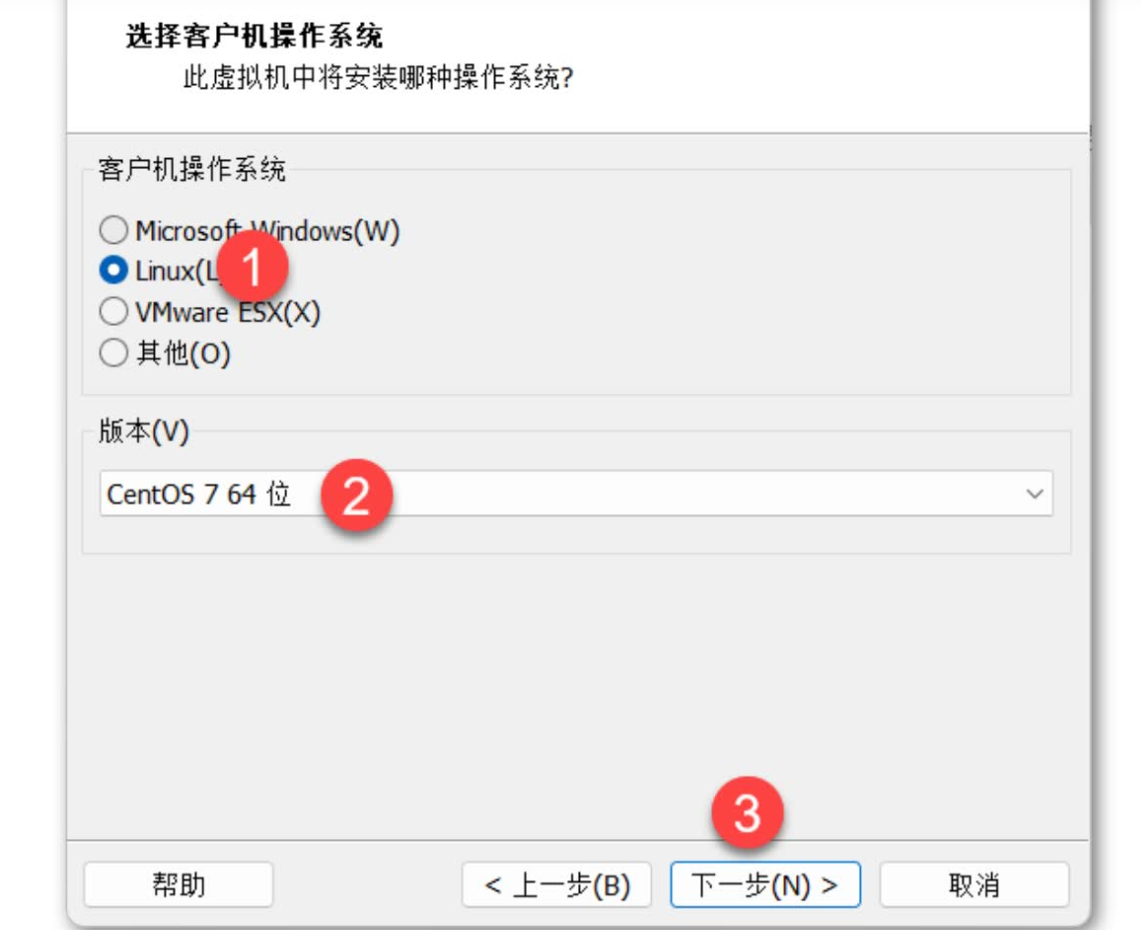 选择客户机操作系统
此虚拟机中将安装哪种操作系统?
客户机操作系统
Microsoft Windows(W)
1
Linux(L
VMware ESX(X)
其他(O)
版本(V)
CentOS 7 64 位
2
3
帮助
< 上一步(B)
下一步(N) >
取消